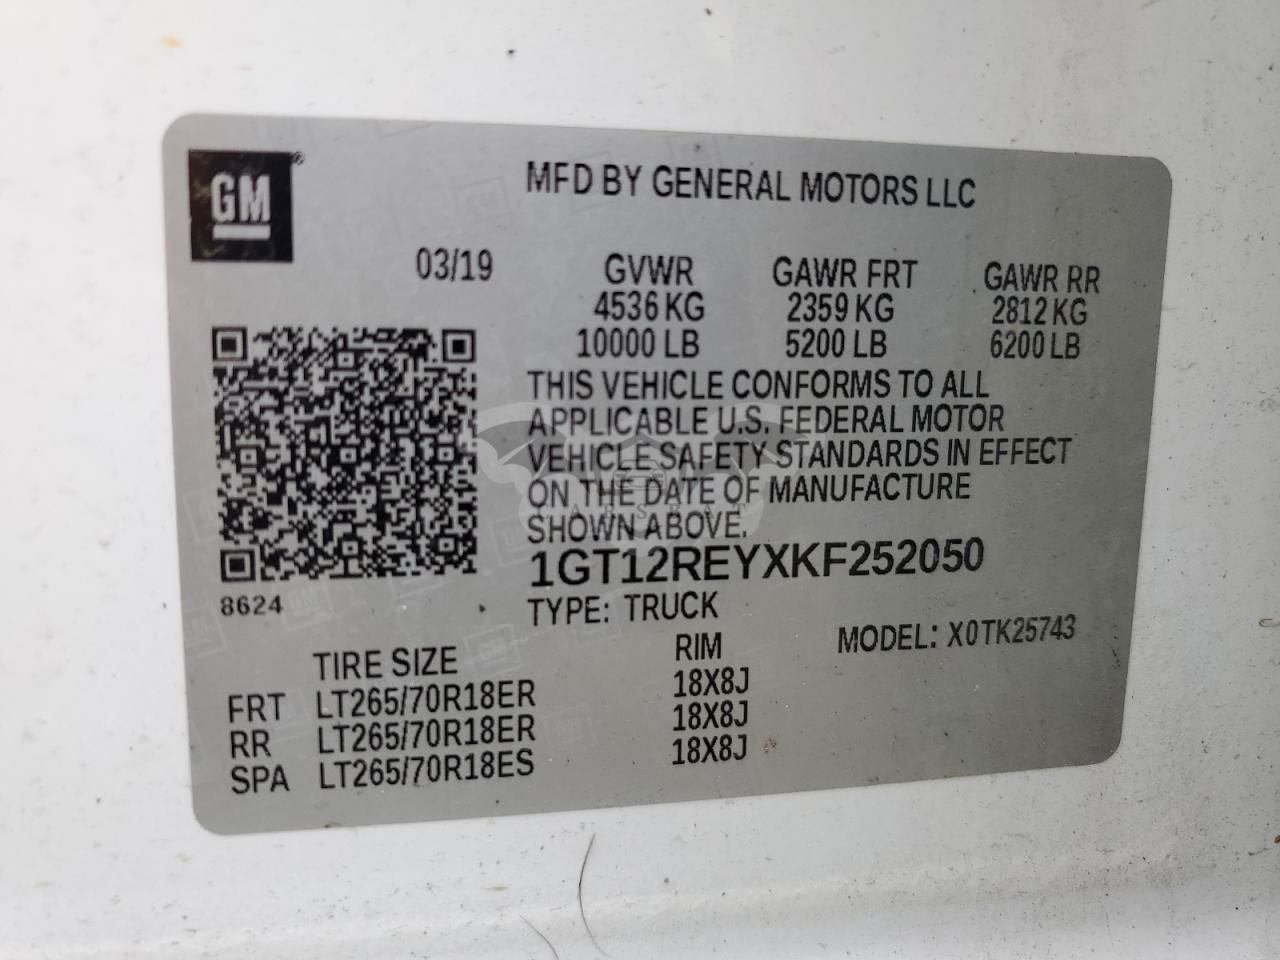 GM®
MFD BY GENERAL MOTORS LLC
03/19 GVWR GAWR FRT GAWR RR
4536 KG 2359 KG 2812 KG
10000 LB 5200 LB 6200 LB
THIS VEHICLE CONFORMS TO ALL
APPLICABLE U.S. FEDERAL MOTOR
VEHICLE SAFETY STANDARDS IN EFFECT
ON THE DATE OF MANUFACTURE
SHOWN ABOVE.
1GT12REYXKF252050
8624
TYPE: TRUCK
MODEL: X0TK25743
TIRE SIZE RIM
FRT LT265/70R18ER 18X8J
RR LT265/70R18ER 18X8J
SPA LT265/70R18ES 18X8J